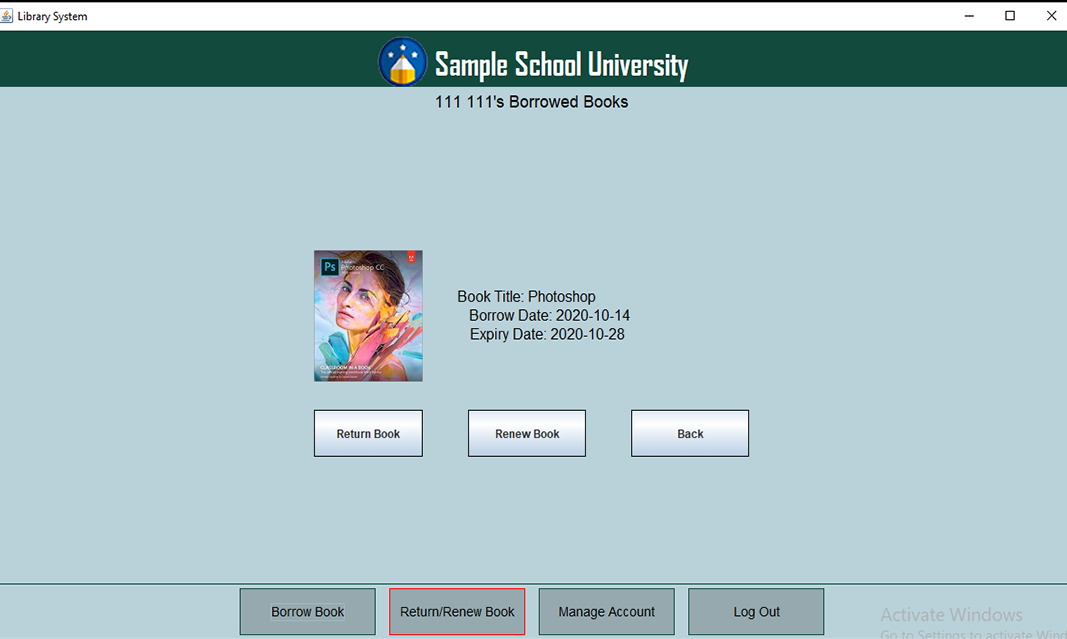 Library System
Sample School University
111 111's Borrowed Books
Ps
Photoshop CC
CLASSROOM IN A BOOK
Book Title: Photoshop
Borrow Date: 2020-10-14
Expiry Date: 2020-10-28
Return Book
Renew Book
Back
Borrow Book
Return/Renew Book
Manage Account
Log Out
Activate Windows
Go to Settings to activate Wind